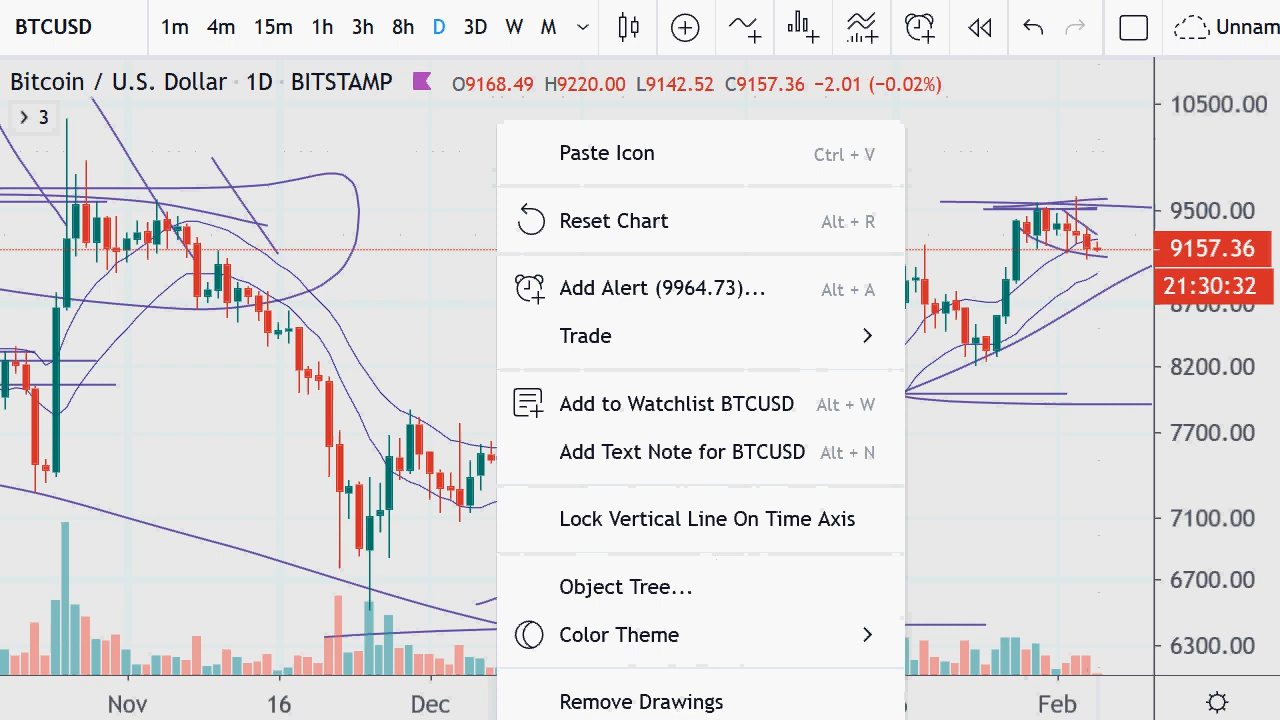 BTCUSD 1m 4m 15m 1h 3h 8h D 3D W M Unnam
Bitcoin / U.S. Dollar · 1D · BITSTAMP O9168.49 H9220.00 L9142.52 C9157.36 −2.01 (−0.02%)
3
10500.00
9500.00
9157.36
21:30:32
8700.00
8200.00
7700.00
7100.00
6700.00
6300.00
Paste Icon Ctrl + V
Reset Chart Alt + R
Add Alert (9964.73)... Alt + A
Trade
Add to Watchlist BTCUSD Alt + W
Add Text Note for BTCUSD Alt + N
Lock Vertical Line On Time Axis
Object Tree...
Color Theme
Remove Drawings
Nov 16 Dec Feb